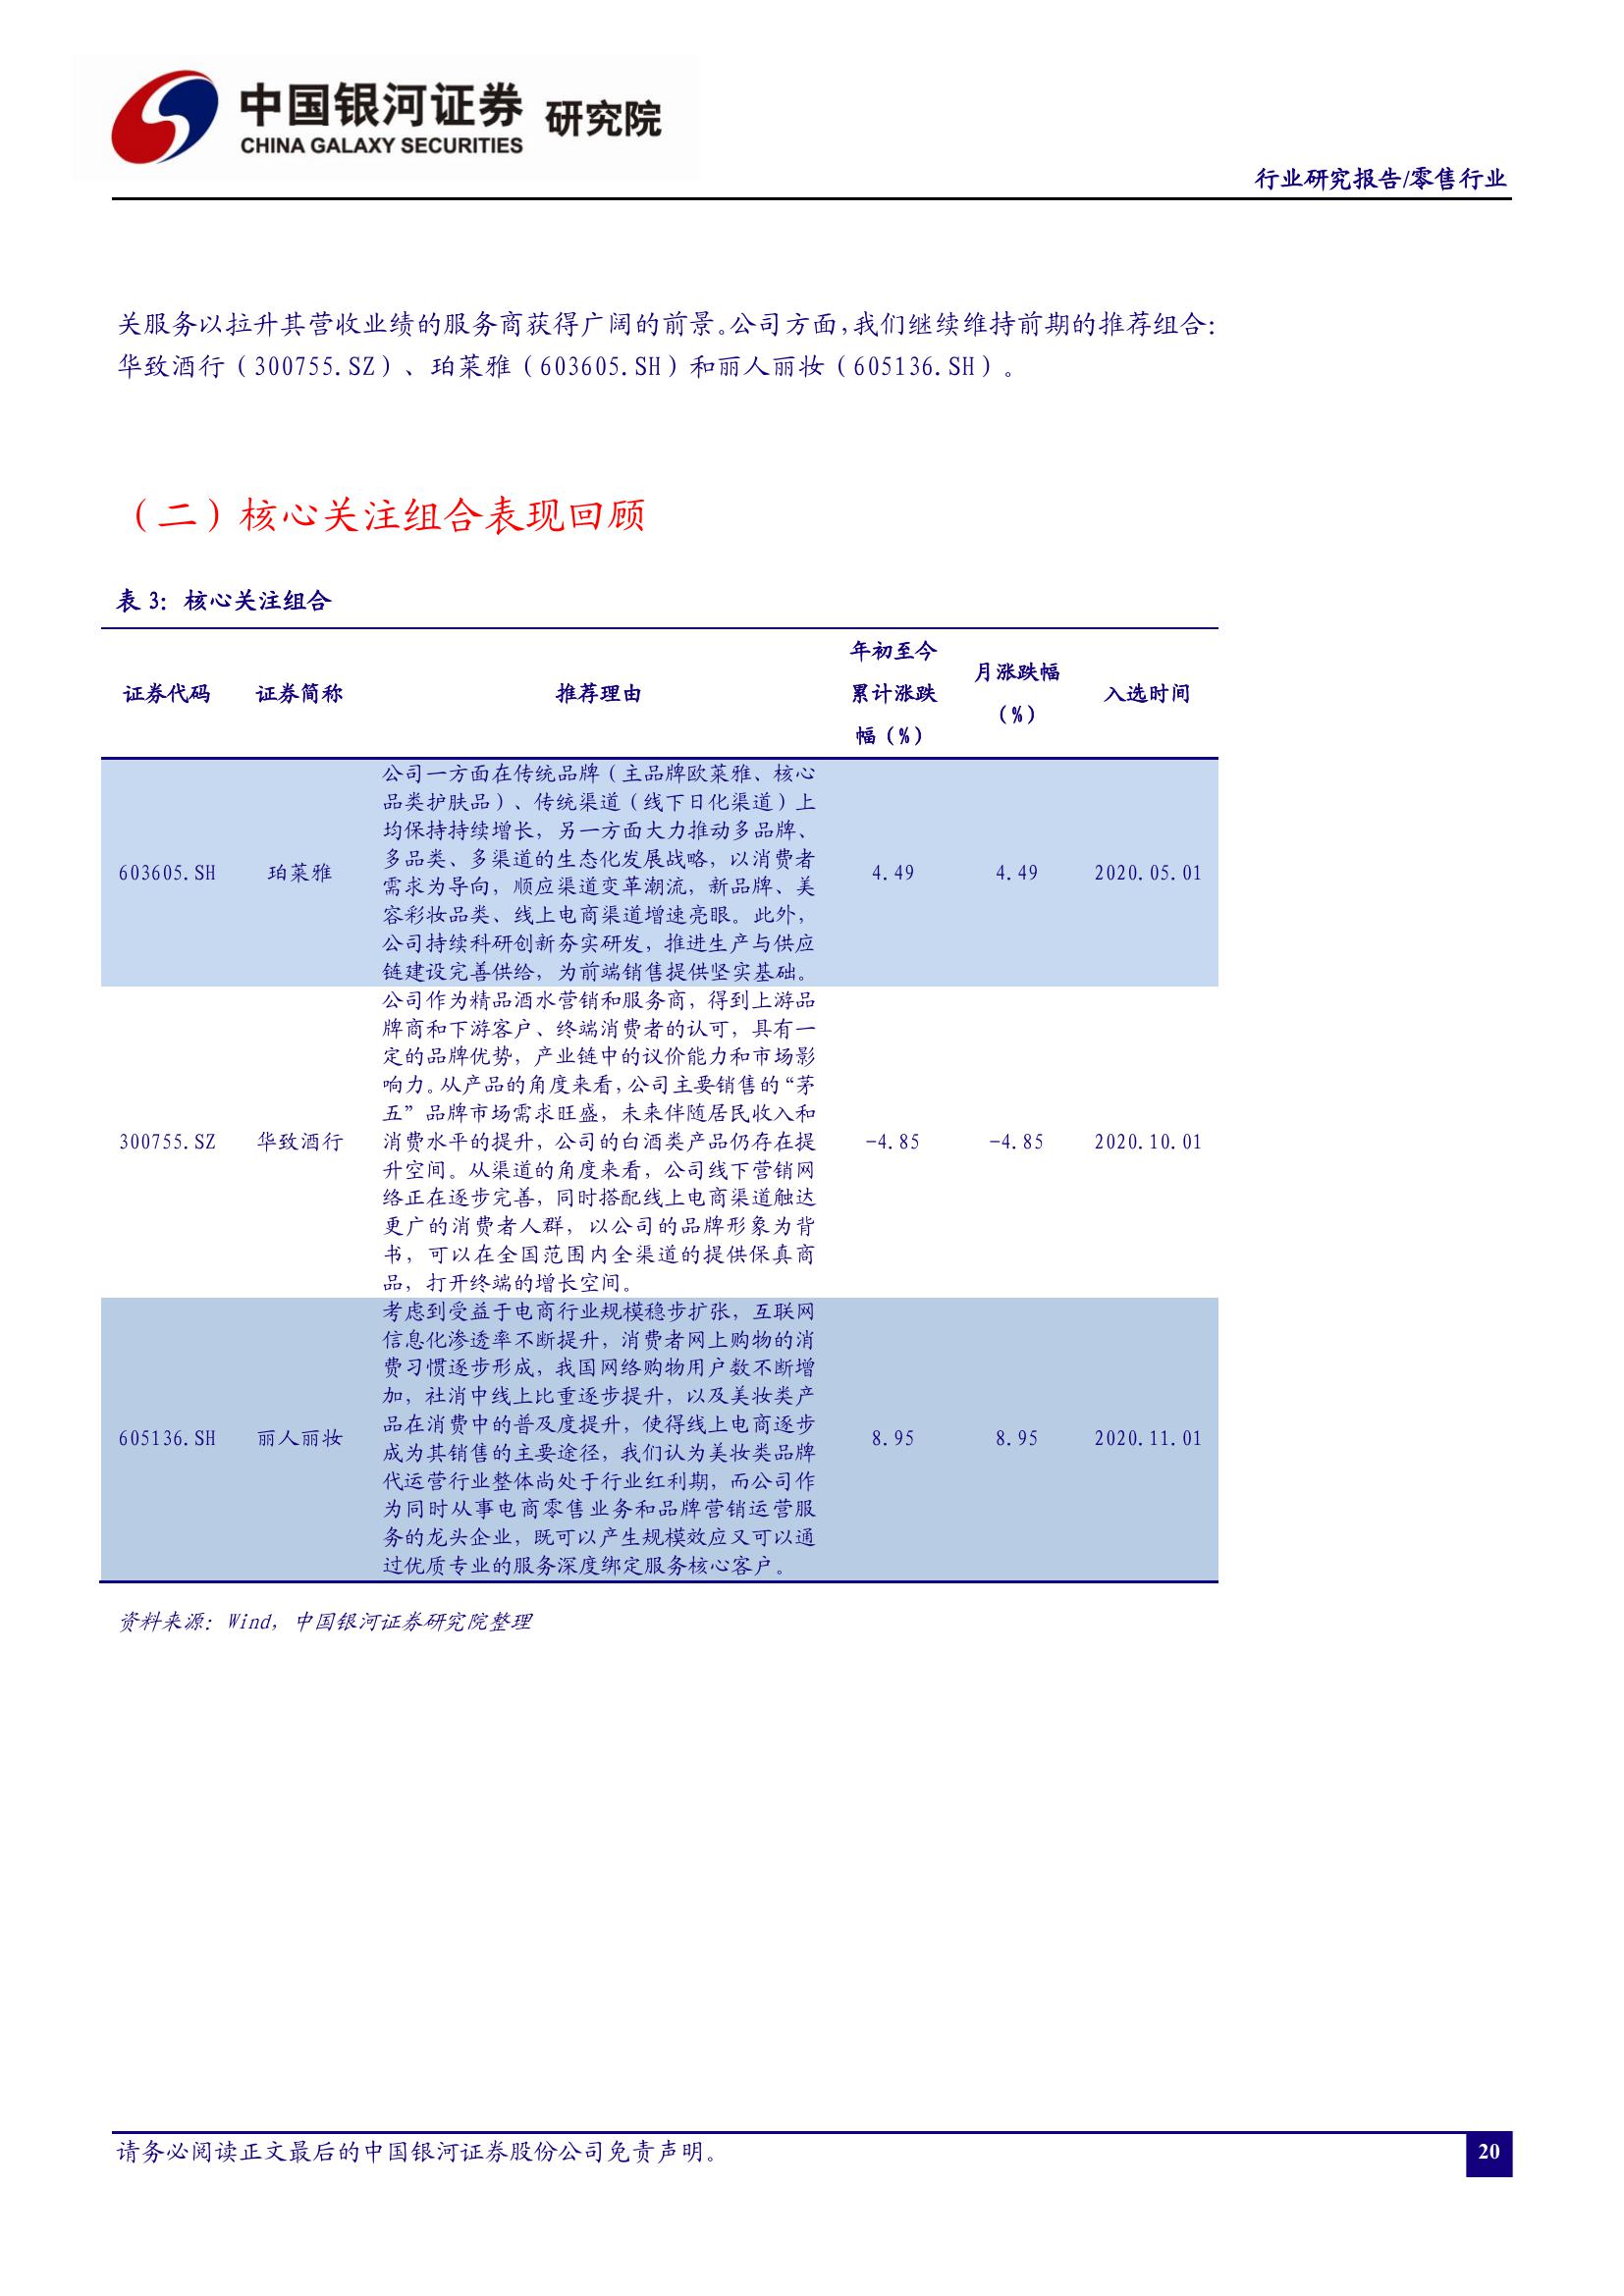 中国银河证券 研究院
CHINA GALAXY SECURITIES
行业研究报告/零售行业
关服务以拉升其营收业绩的服务商获得广阔的前景。公司方面，我们继续维持前期的推荐组合：
华致酒行（300755.SZ）、珀莱雅（603605.SH）和丽人丽妆（605136.SH）。
（二）核心关注组合表现回顾
表 3：核心关注组合
证券代码 证券简称 推荐理由 年初至今累计涨跌幅（%） 月涨跌幅（%） 入选时间
公司一方面在传统品牌（主品牌欧莱雅、核心
品类护肤品）、传统渠道（线下日化渠道）上
均保持持续增长，另一方面大力推动多品牌、
多品类、多渠道的生态化发展战略，以消费者
603605.SH 珀莱雅 需求为导向，顺应渠道变革潮流，新品牌、美 4.49 4.49 2020.05.01
容彩妆品类、线上电商渠道增速亮眼。此外，
公司持续科研创新夯实研发，推进生产与供应
链建设完善供给，为前端销售提供坚实基础。
公司作为精品酒水营销和服务商，得到上游品
牌商和下游客户、终端消费者的认可，具有一
定的品牌优势，产业链中的议价能力和市场影
响力。从产品的角度来看，公司主要销售的“茅
五”品牌市场需求旺盛，未来伴随居民收入和
300755.SZ 华致酒行 消费水平的提升，公司的白酒类产品仍存在提 -4.85 -4.85 2020.10.01
升空间。从渠道的角度来看，公司线下营销网
络正在逐步完善，同时搭配线上电商渠道触达
更广的消费者人群，以公司的品牌形象为背
书，可以在全国范围内全渠道的提供保真商
品，打开终端的增长空间。
考虑到受益于电商行业规模稳步扩张，互联网
信息化渗透率不断提升，消费者网上购物的消
费习惯逐步形成，我国网络购物用户数不断增
加，社消中线上比重逐步提升，以及美妆类产
品在消费中的普及度提升，使得线上电商逐步
605136.SH 丽人丽妆 成为其销售的主要途径，我们认为美妆类品牌 8.95 8.95 2020.11.01
代运营行业整体尚处于行业红利期，而公司作
为同时从事电商零售业务和品牌营销运营服
务的龙头企业，既可以产生规模效应又可以通
过优质专业的服务深度绑定服务核心客户。
资料来源：Wind，中国银河证券研究院整理
请务必阅读正文最后的中国银河证券股份公司免责声明。
20